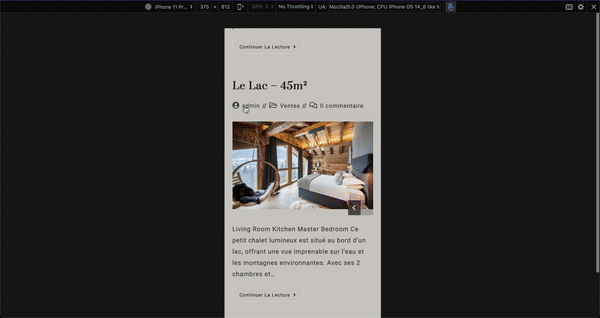 iPhone 11 Pr... 375 × 812 DPR: 3 No Throttling UA: Mozilla/5.0 (iPhone; CPU iPhone OS 14_6 like M
Continuer La Lecture
Le Lac – 45m²
admin // Ventes // 0 commentaire
Living Room Kitchen Master Bedroom Ce
petit chalet lumineux est situé au bord d’un
lac, offrant une vue imprenable sur l’eau et
les montagnes environnantes. Avec ses 2
chambres et…
Continuer La Lecture